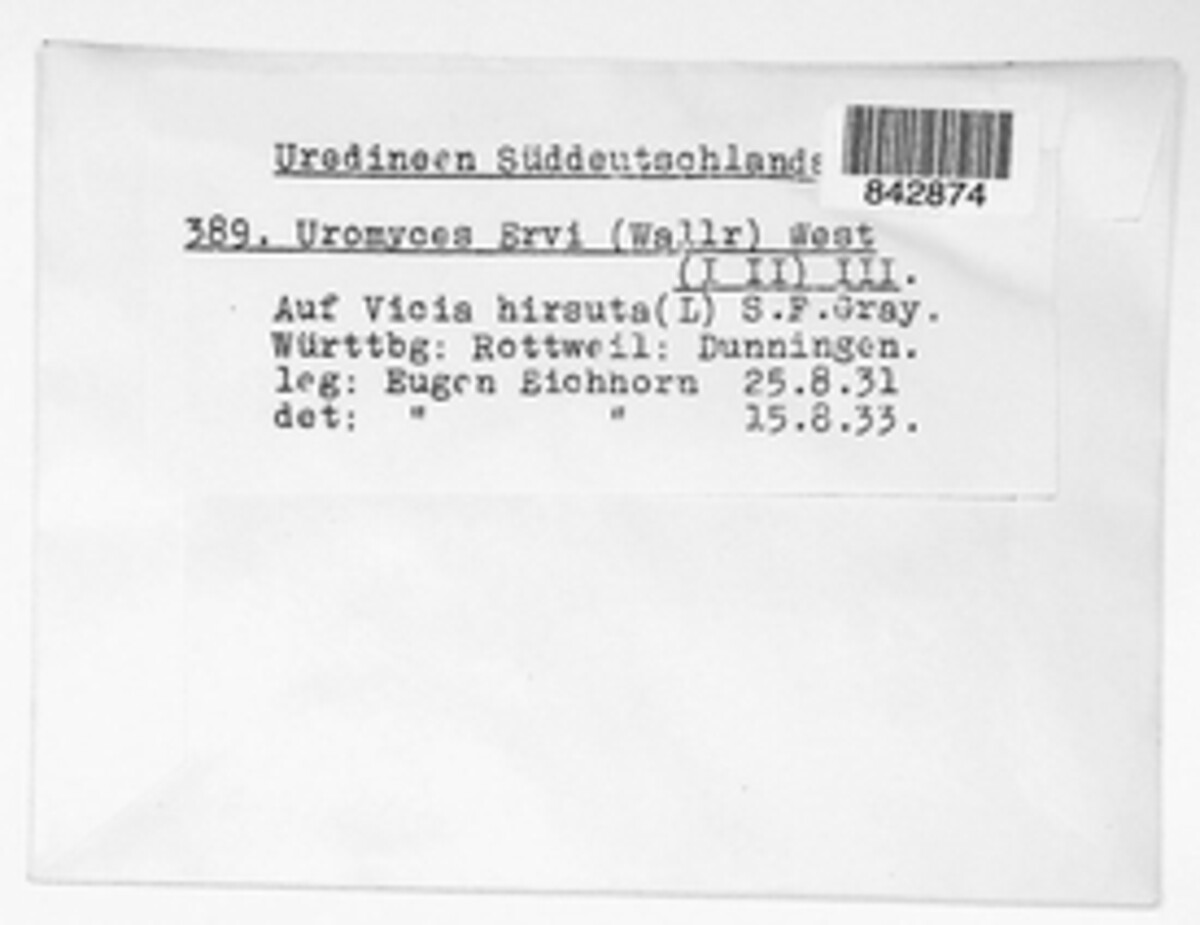 Uredineen Süddeutschlands
842874
389. Uromyces Ervi (Wallr) West
(I II) III.
Auf Vicia hirsuta(L) S.F.Gray.
Württbg: Rottweil: Dunningen.
leg: Eugen Eichhorn 25.8.31
det: " " 15.8.33.